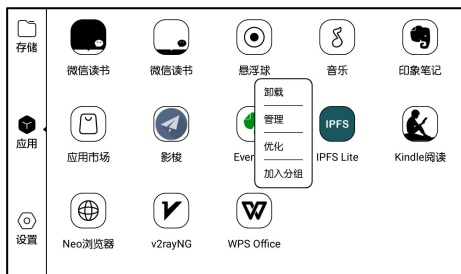 存储
微信读书
微信读书
悬浮球
音乐
印象笔记
卸载
管理
优化
加入分组
应用
应用市场
影梭
Ever
IPFS
IPFS Lite
Kindle阅读
设置
Neo浏览器
v2rayNG
WPS Office